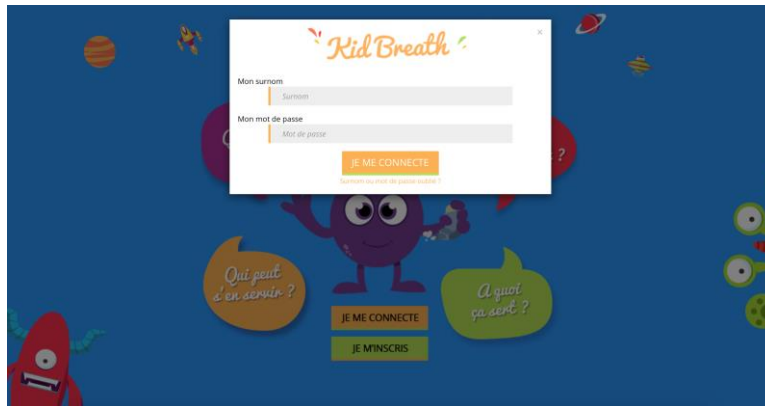 Kid Breath
×
Mon surnom
Surnom
Mon mot de passe
Mot de passe
JE ME CONNECTE
Surnom ou mot de passe oublié ?
?
Qui peut
s'en servir ?
A quoi
ça sert ?
JE ME CONNECTE
JE M'INSCRIS